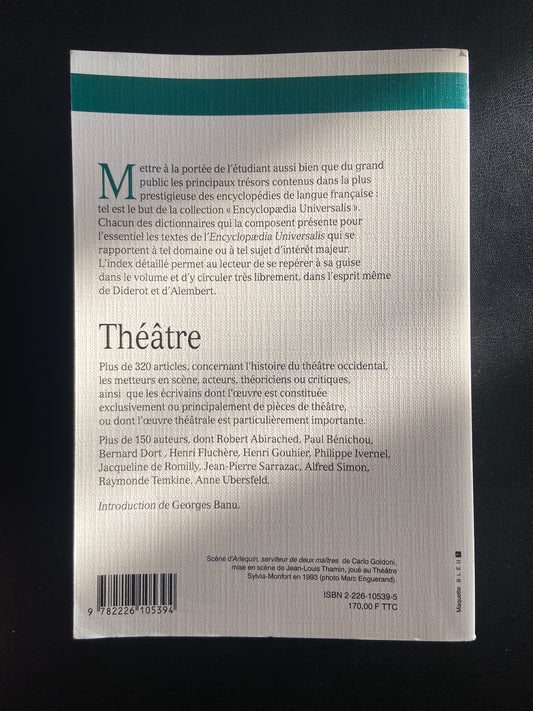 Mettre à la portée de l'étudiant aussi bien que du grand
public les principaux trésors contenus dans la plus
prestigieuse des encyclopédies de langue française :
tel est le but de la collection « Encyclopædia Universalis ».
Chacun des dictionnaires qui la composent présente pour
l'essentiel les textes de l'Encyclopædia Universalis qui se
rapportent à tel domaine ou à tel sujet d'intérêt majeur.
L'index détaillé permet au lecteur de se repérer à sa guise
dans le volume et d'y circuler très librement, dans l'esprit même
de Diderot et d'Alembert.
Théâtre
Plus de 320 articles, concernant l'histoire du théâtre occidental,
les metteurs en scène, acteurs, théoriciens ou critiques,
ainsi que les écrivains dont l'œuvre est constituée
exclusivement ou principalement de pièces de théâtre,
ou dont l'œuvre théâtrale est particulièrement importante.
Plus de 150 auteurs, dont Robert Abirached, Paul Bénichou,
Bernard Dort , Henri Fluchère, Henri Gouhier, Philippe Ivernel,
Jacqueline de Romilly, Jean-Pierre Sarrazac, Alfred Simon,
Raymonde Temkine, Anne Ubersfeld.
Introduction de Georges Banu.
Scène d'Arlequin, serviteur de deux maîtres de Carlo Goldoni,
mise en scène de Jean-Louis Thamin, joué au Théâtre
Sylvia-Monfort en 1993 (photo Marc Enguerand).
ISBN 2-226-10539-5
170,00 F TTC
9 782226 105394
Maquette BLEU T